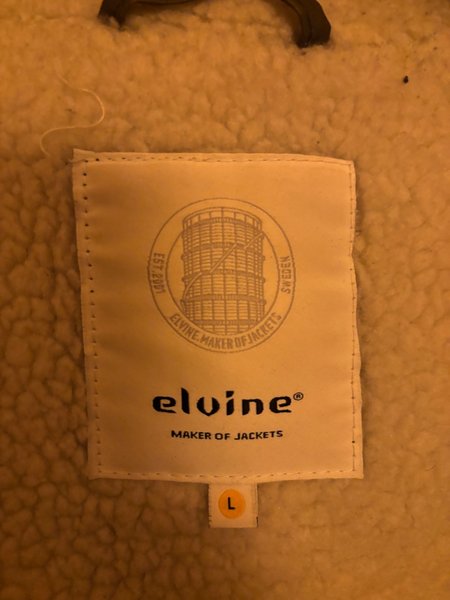 EST.2001
SWEDEN
ELVINE.MAKER OF JACKETS
elvine®
MAKER OF JACKETS
L